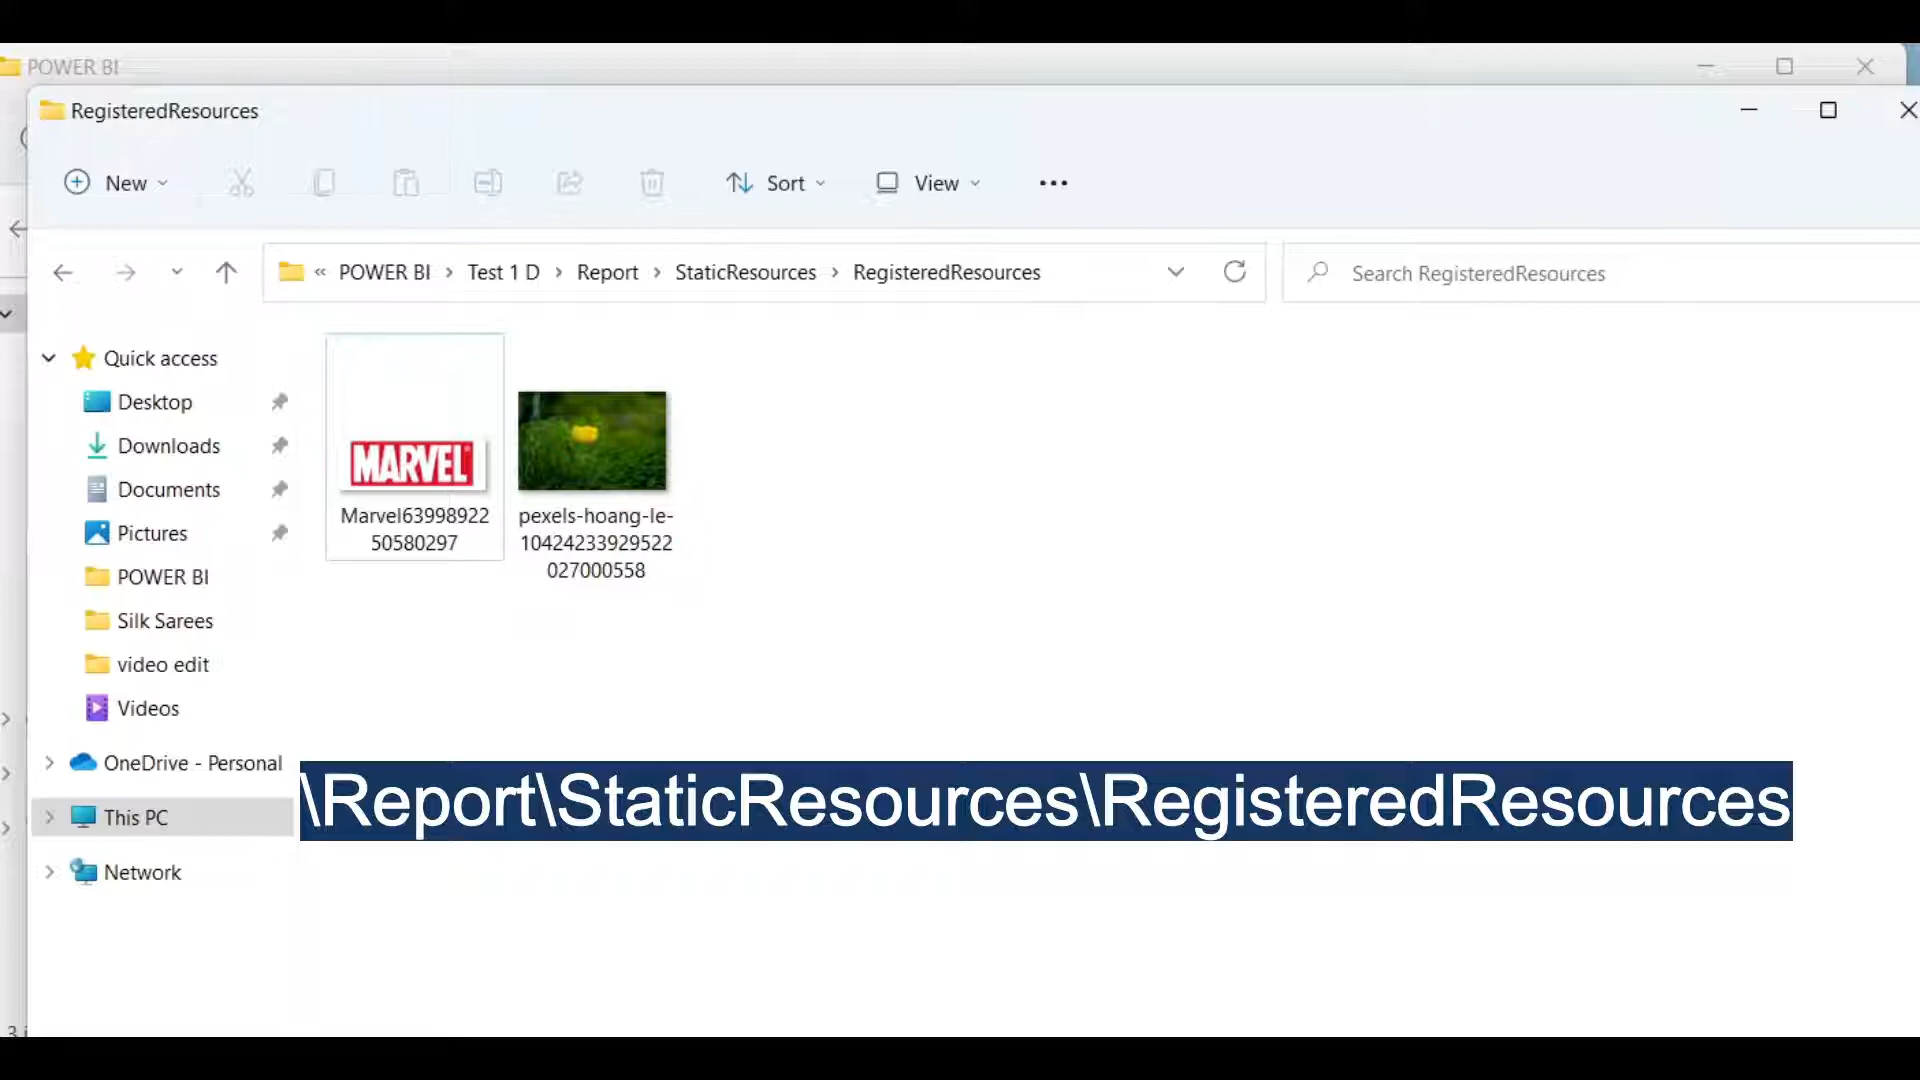 POWER BI
RegisteredResources
New
Sort
View
« POWER BI > Test 1 D > Report > StaticResources > RegisteredResources
Search RegisteredResources
Quick access
Desktop
Downloads
Documents
Pictures
POWER BI
Silk Sarees
video edit
Videos
OneDrive - Personal
This PC
Network
MARVEL
Marvel63998922
50580297
pexels-hoang-le-
10424233929522
027000558
\Report\StaticResources\RegisteredResources